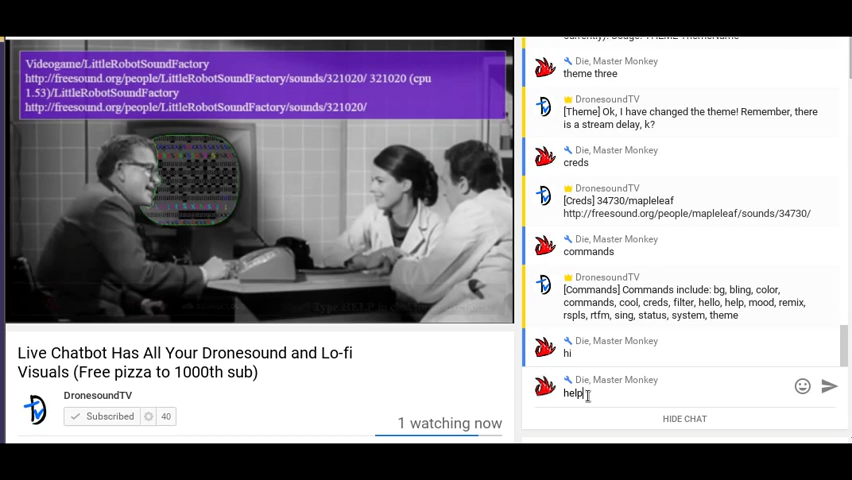 Videogame/LittleRobotSoundFactory
http://freesound.org/people/LittleRobotSoundFactory/sounds/321020/ 321020 (cpu
1.53)/LittleRobotSoundFactory
http://freesound.org/people/LittleRobotSoundFactory/sounds/321020/
Live Chatbot Has All Your Dronesound and Lo-fi
Visuals (Free pizza to 1000th sub)
DronesoundTV
Subscribed 40
1 watching now
Die, Master Monkey
theme three
DronesoundTV
[Theme] Ok, I have changed the theme! Remember, there
is a stream delay, k?
Die, Master Monkey
creds
DronesoundTV
[Creds] 34730/mapleleaf
http://freesound.org/people/mapleleaf/sounds/34730/
Die, Master Monkey
commands
DronesoundTV
[Commands] Commands include: bg, bling, color,
commands, cool, creds, filter, hello, help, mood, remix,
rspls, rtfm, sing, status, system, theme
Die, Master Monkey
hi
Die, Master Monkey
help
HIDE CHAT